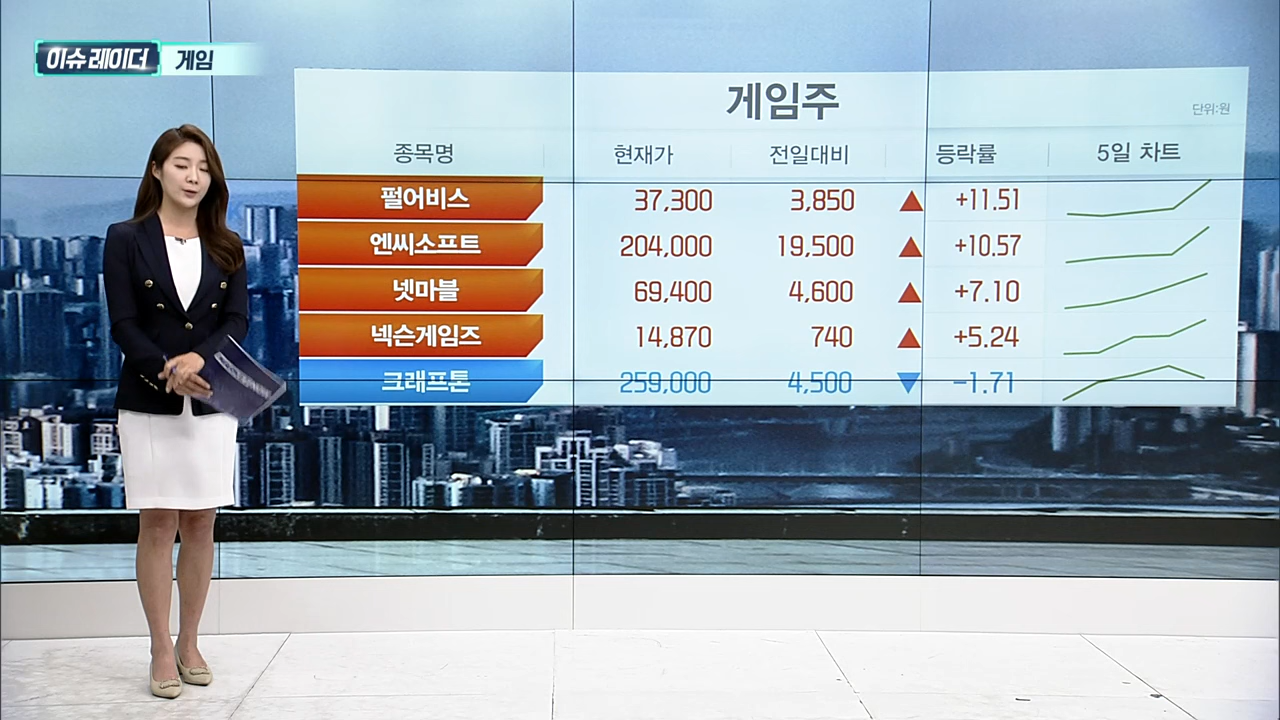 이슈 레이더 게임
게임주
단위:원
종목명 현재가 전일대비 등락률 5일 차트
펄어비스 37,300 3,850 ▲ +11.51
엔씨소프트 204,000 19,500 ▲ +10.57
넷마블 69,400 4,600 ▲ +7.10
넥슨게임즈 14,870 740 ▲ +5.24
크래프톤 259,000 4,500 ▼ -1.71